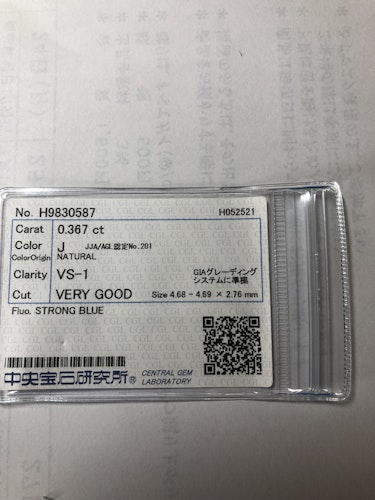 No. H9830587 H052521
Carat 0.367 ct
Color J JJA/AGL認定No.201
ColorOrigin NATURAL
Clarity VS-1 GIAグレーディング
システムに準拠
Cut VERY GOOD Size 4.68 - 4.69 × 2.76 mm
Fluo. STRONG BLUE
中央宝石研究所® CENTRAL GEM
LABORATORY